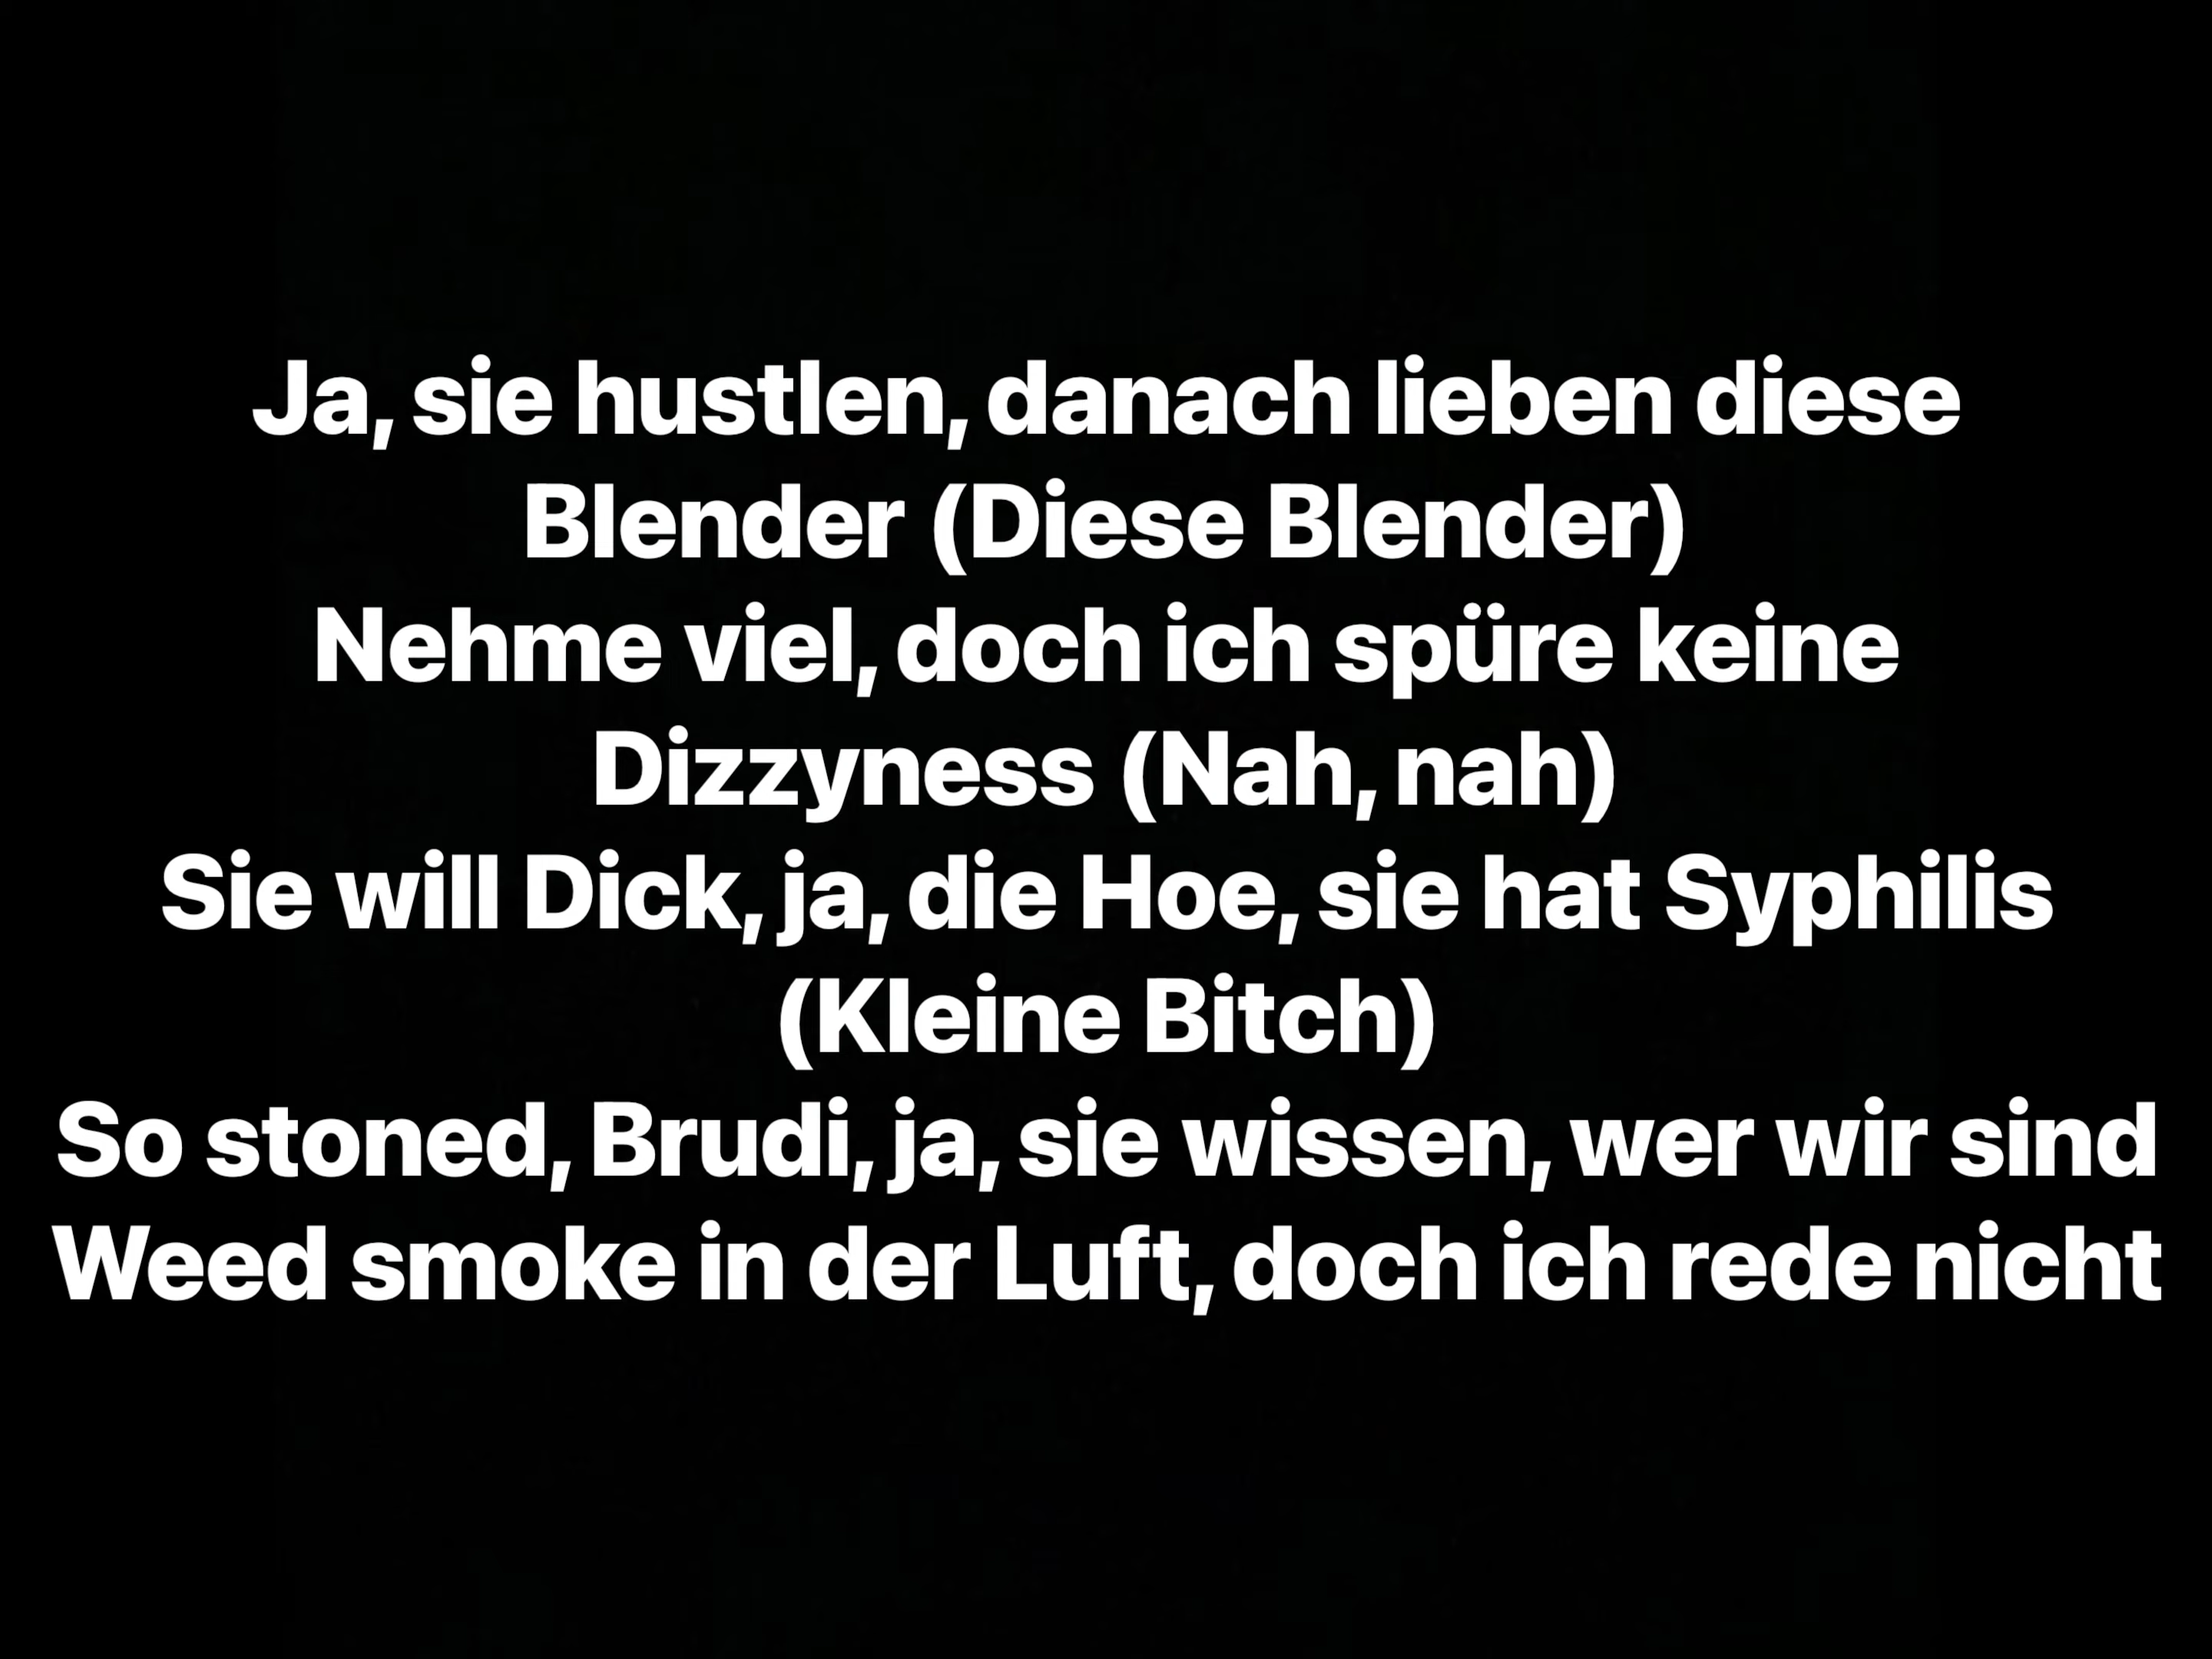 Ja, sie hustlen, danach lieben diese
Blender (Diese Blender)
Nehme viel, doch ich spüre keine
Dizzyness (Nah, nah)
Sie will Dick, ja, die Hoe, sie hat Syphilis
(Kleine Bitch)
So stoned, Brudi, ja, sie wissen, wer wir sind
Weed smoke in der Luft, doch ich rede nicht